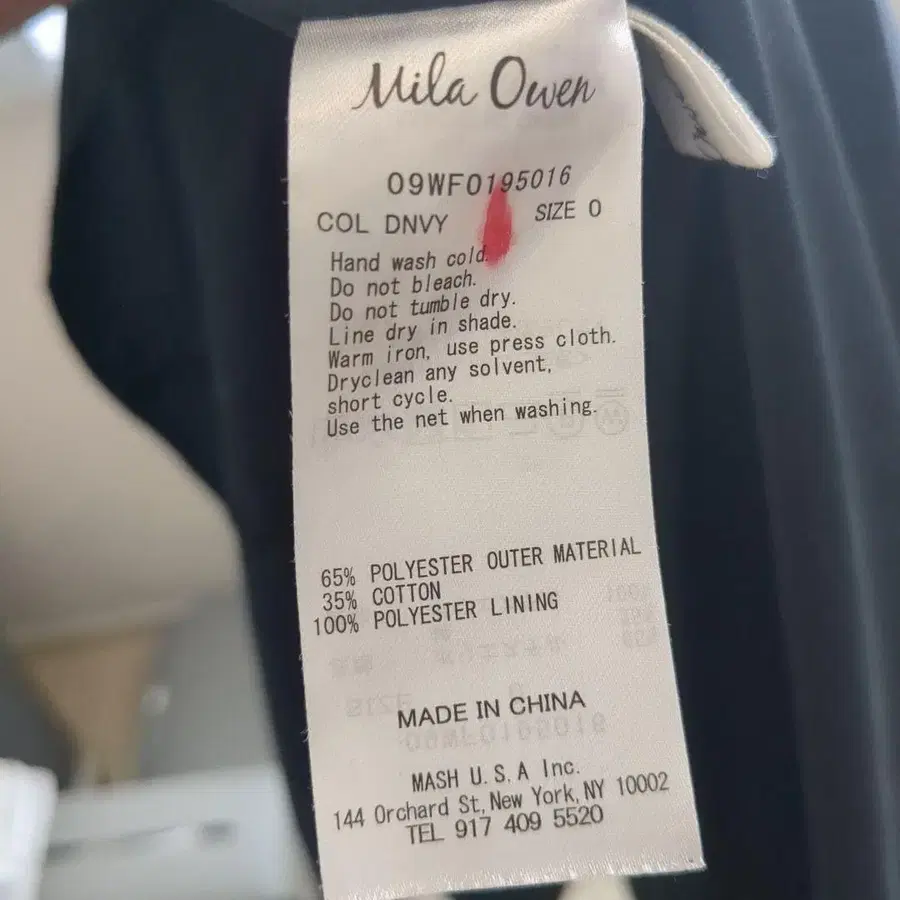 Mila Owen
09WF0195016
COL DNVY SIZE 0
Hand wash cold.
Do not bleach.
Do not tumble dry.
Line dry in shade.
Warm iron, use press cloth.
Dryclean any solvent,
short cycle.
Use the net when washing.
65% POLYESTER OUTER MATERIAL
35% COTTON
100% POLYESTER LINING
MADE IN CHINA
MASH U.S.A Inc.
144 Orchard St, New York, NY 10002
TEL 917 409 5520